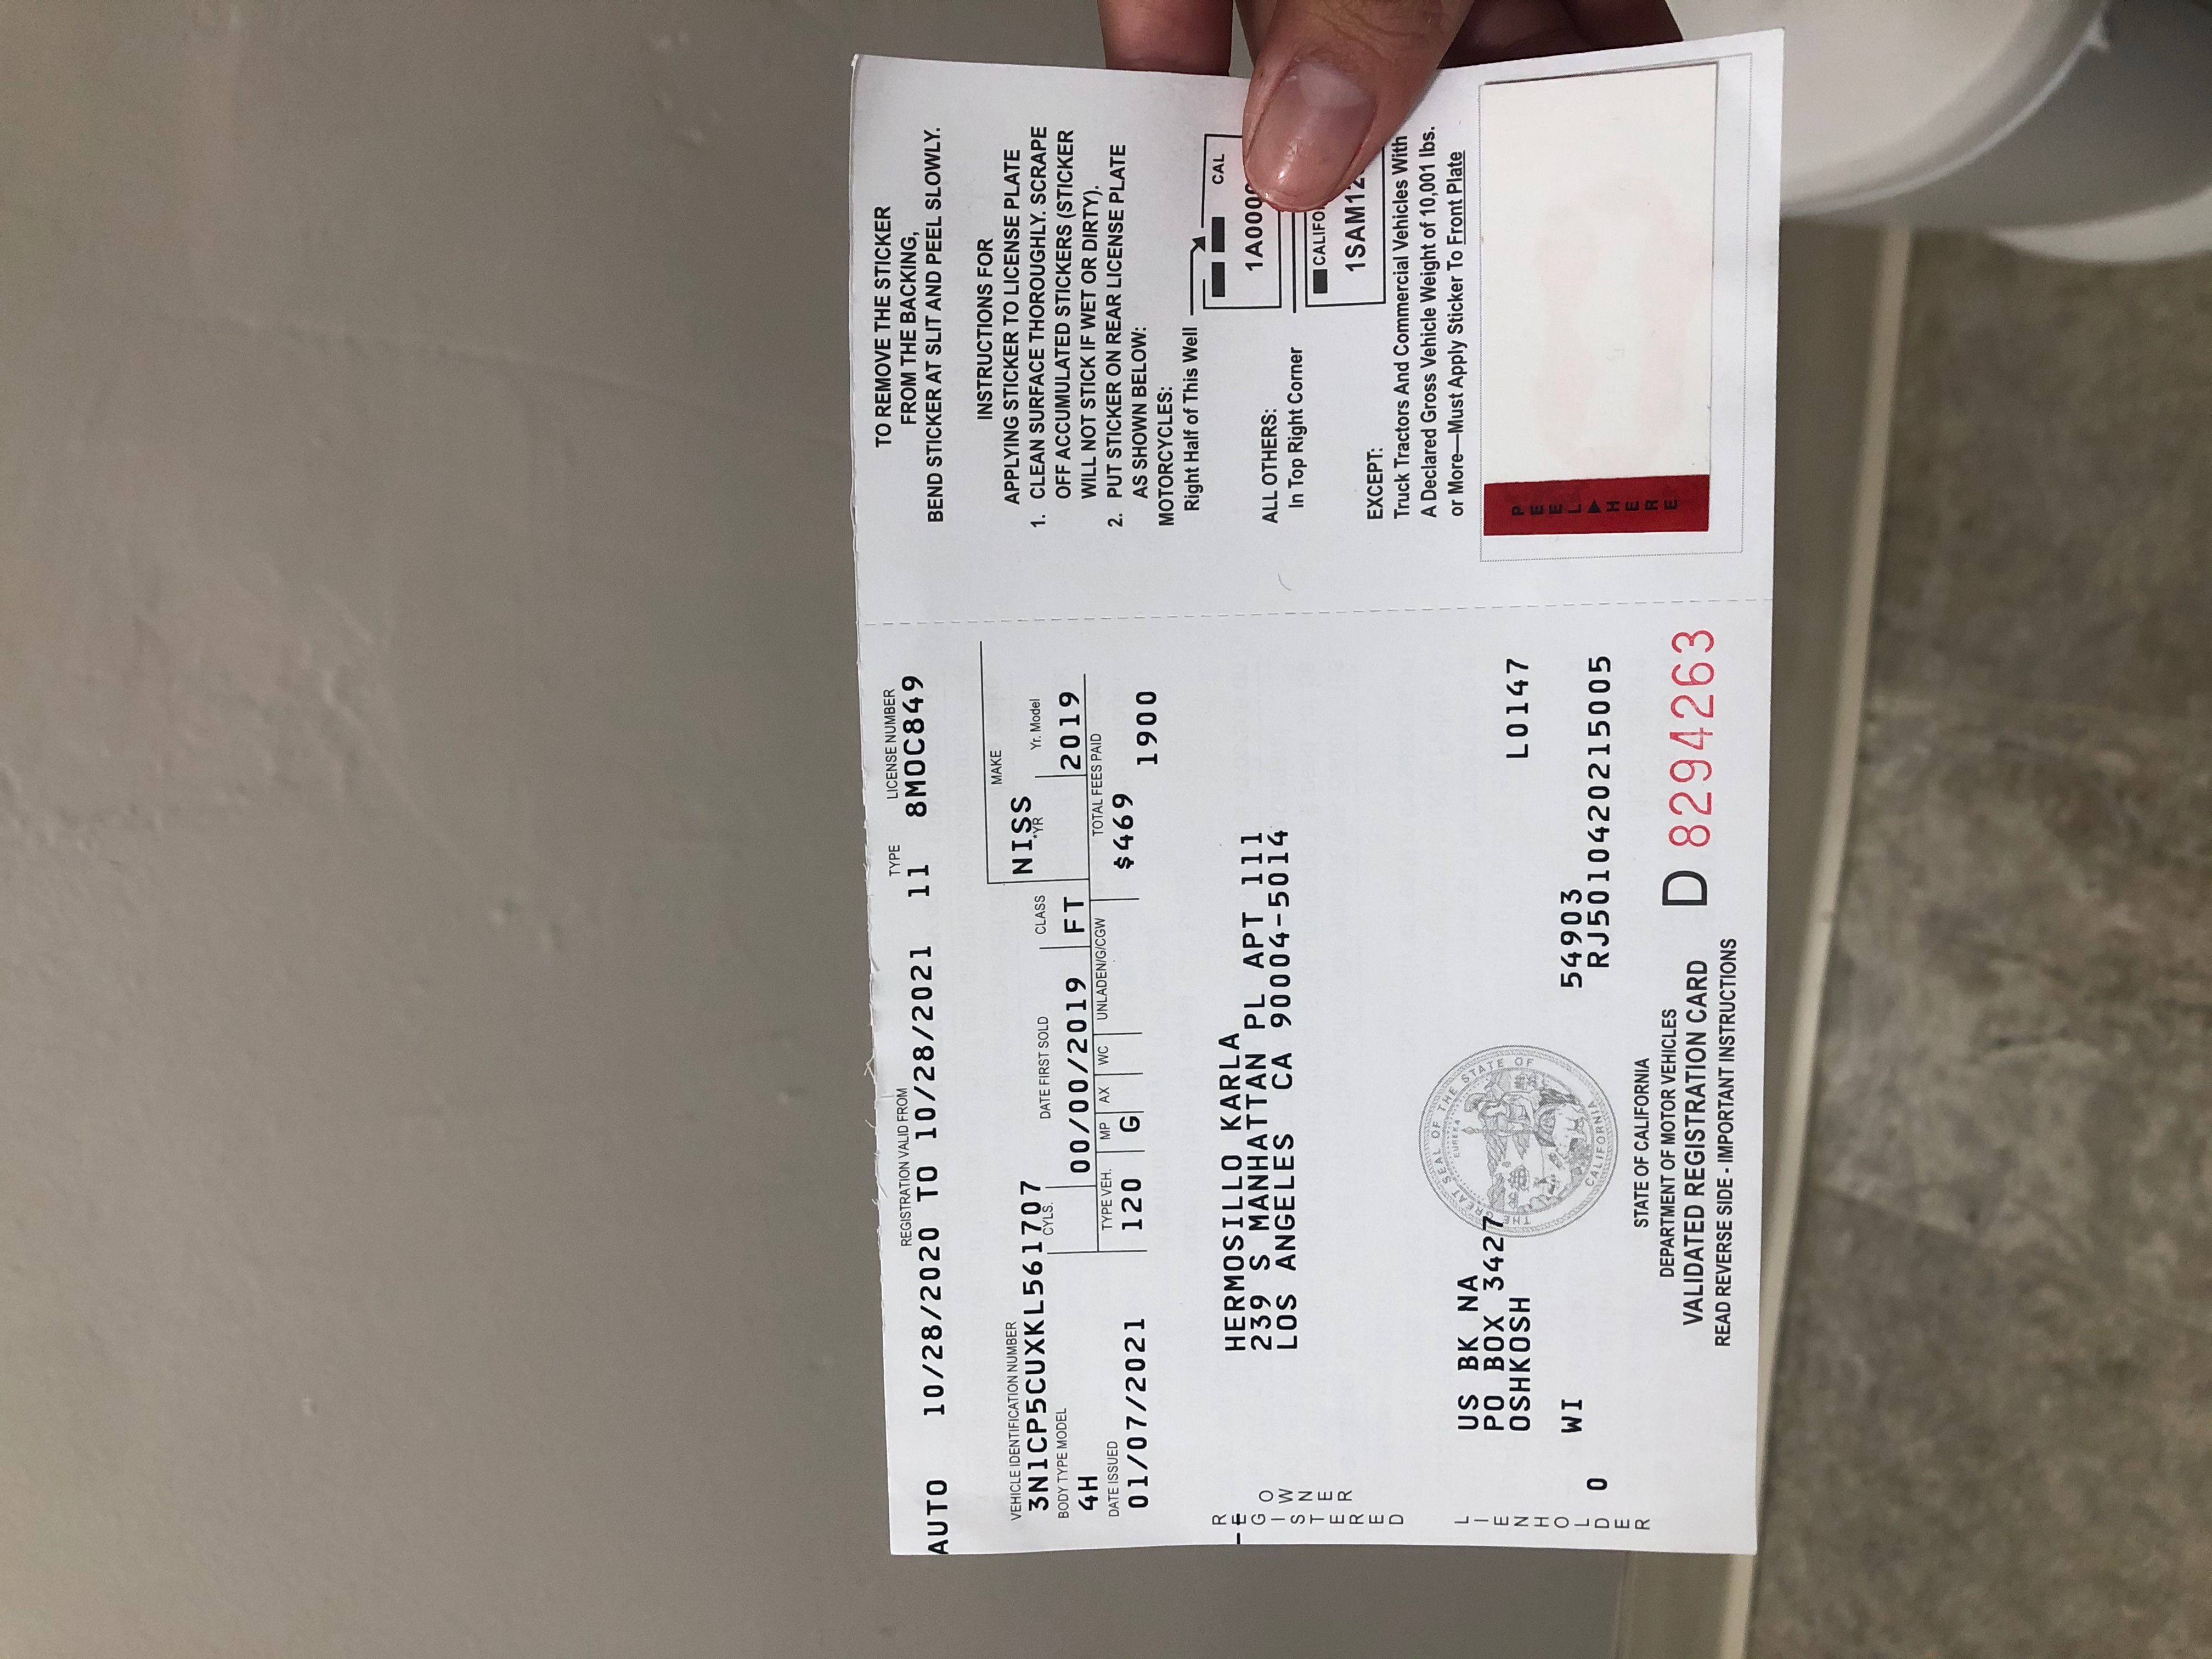 REGISTRATION VALID FROM TYPE LICENSE NUMBER
AUTO 10/28/2020 TO 10/28/2021 11 8MOC849
VEHICLE IDENTIFICATION NUMBER MAKE
3N1CP5CUXKL561707 NISS
BODY TYPE MODEL CYLS. DATE FIRST SOLD CLASS *YR Yr. Model
4H 00/00/2019 FT 2019
DATE ISSUED TYPE VEH. MP AX WC UNLADEN/G/CGW TOTAL FEES PAID
01/07/2021 120 G $469
1900
REGISTERED
OWNER
HERMOSILLO KARLA
239 S MANHATTAN PL APT 111
LOS ANGELES CA 90004-5014
LIENHOLDER
US BK NA
PO BOX 3427
OSHKOSH L0147
WI 54903
0 RJ5010420215005
THE GREAT SEAL OF THE STATE OF
EUREKA
CALIFORNIA
STATE OF CALIFORNIA
DEPARTMENT OF MOTOR VEHICLES
VALIDATED REGISTRATION CARD
READ REVERSE SIDE - IMPORTANT INSTRUCTIONS
D 8294263
TO REMOVE THE STICKER
FROM THE BACKING,
BEND STICKER AT SLIT AND PEEL SLOWLY.
INSTRUCTIONS FOR
APPLYING STICKER TO LICENSE PLATE
1. CLEAN SURFACE THOROUGHLY. SCRAPE
OFF ACCUMULATED STICKERS (STICKER
WILL NOT STICK IF WET OR DIRTY).
2. PUT STICKER ON REAR LICENSE PLATE
AS SHOWN BELOW:
MOTORCYCLES:
Right Half of This Well
CAL
1A000
ALL OTHERS:
In Top Right Corner
CALIFO
1SAM12
EXCEPT:
Truck Tractors And Commercial Vehicles With
A Declared Gross Vehicle Weight of 10,001 lbs.
or More—Must Apply Sticker To Front Plate
PEEL HERE